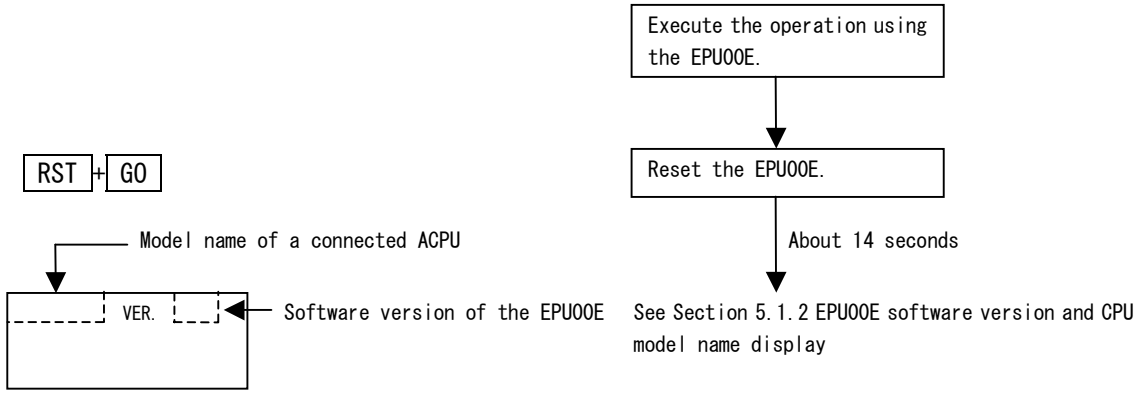 Execute the operation using
the EPU00E.
RST + GO
Reset the EPU00E.
Model name of a connected ACPU
About 14 seconds
VER.
Software version of the EPU00E
See Section 5.1.2 EPU00E software version and CPU
model name display